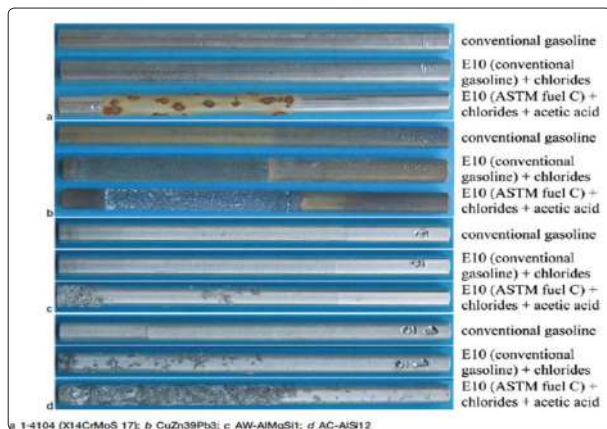 conventional gasoline
E10 (conventional
gasoline) + chlorides
E10 (ASTM fuel C) +
chlorides + acetic acid
a
conventional gasoline
E10 (conventional
gasoline) + chlorides
E10 (ASTM fuel C) +
chlorides + acetic acid
b
conventional gasoline
E10 (conventional
gasoline) + chlorides
E10 (ASTM fuel C) +
chlorides + acetic acid
c
conventional gasoline
E10 (conventional
gasoline) + chlorides
E10 (ASTM fuel C) +
chlorides + acetic acid
d
a 1·4104 (X14CrMoS 17); b CuZn39Pb3; c AW-AlMgSi1; d AC-AlSi12